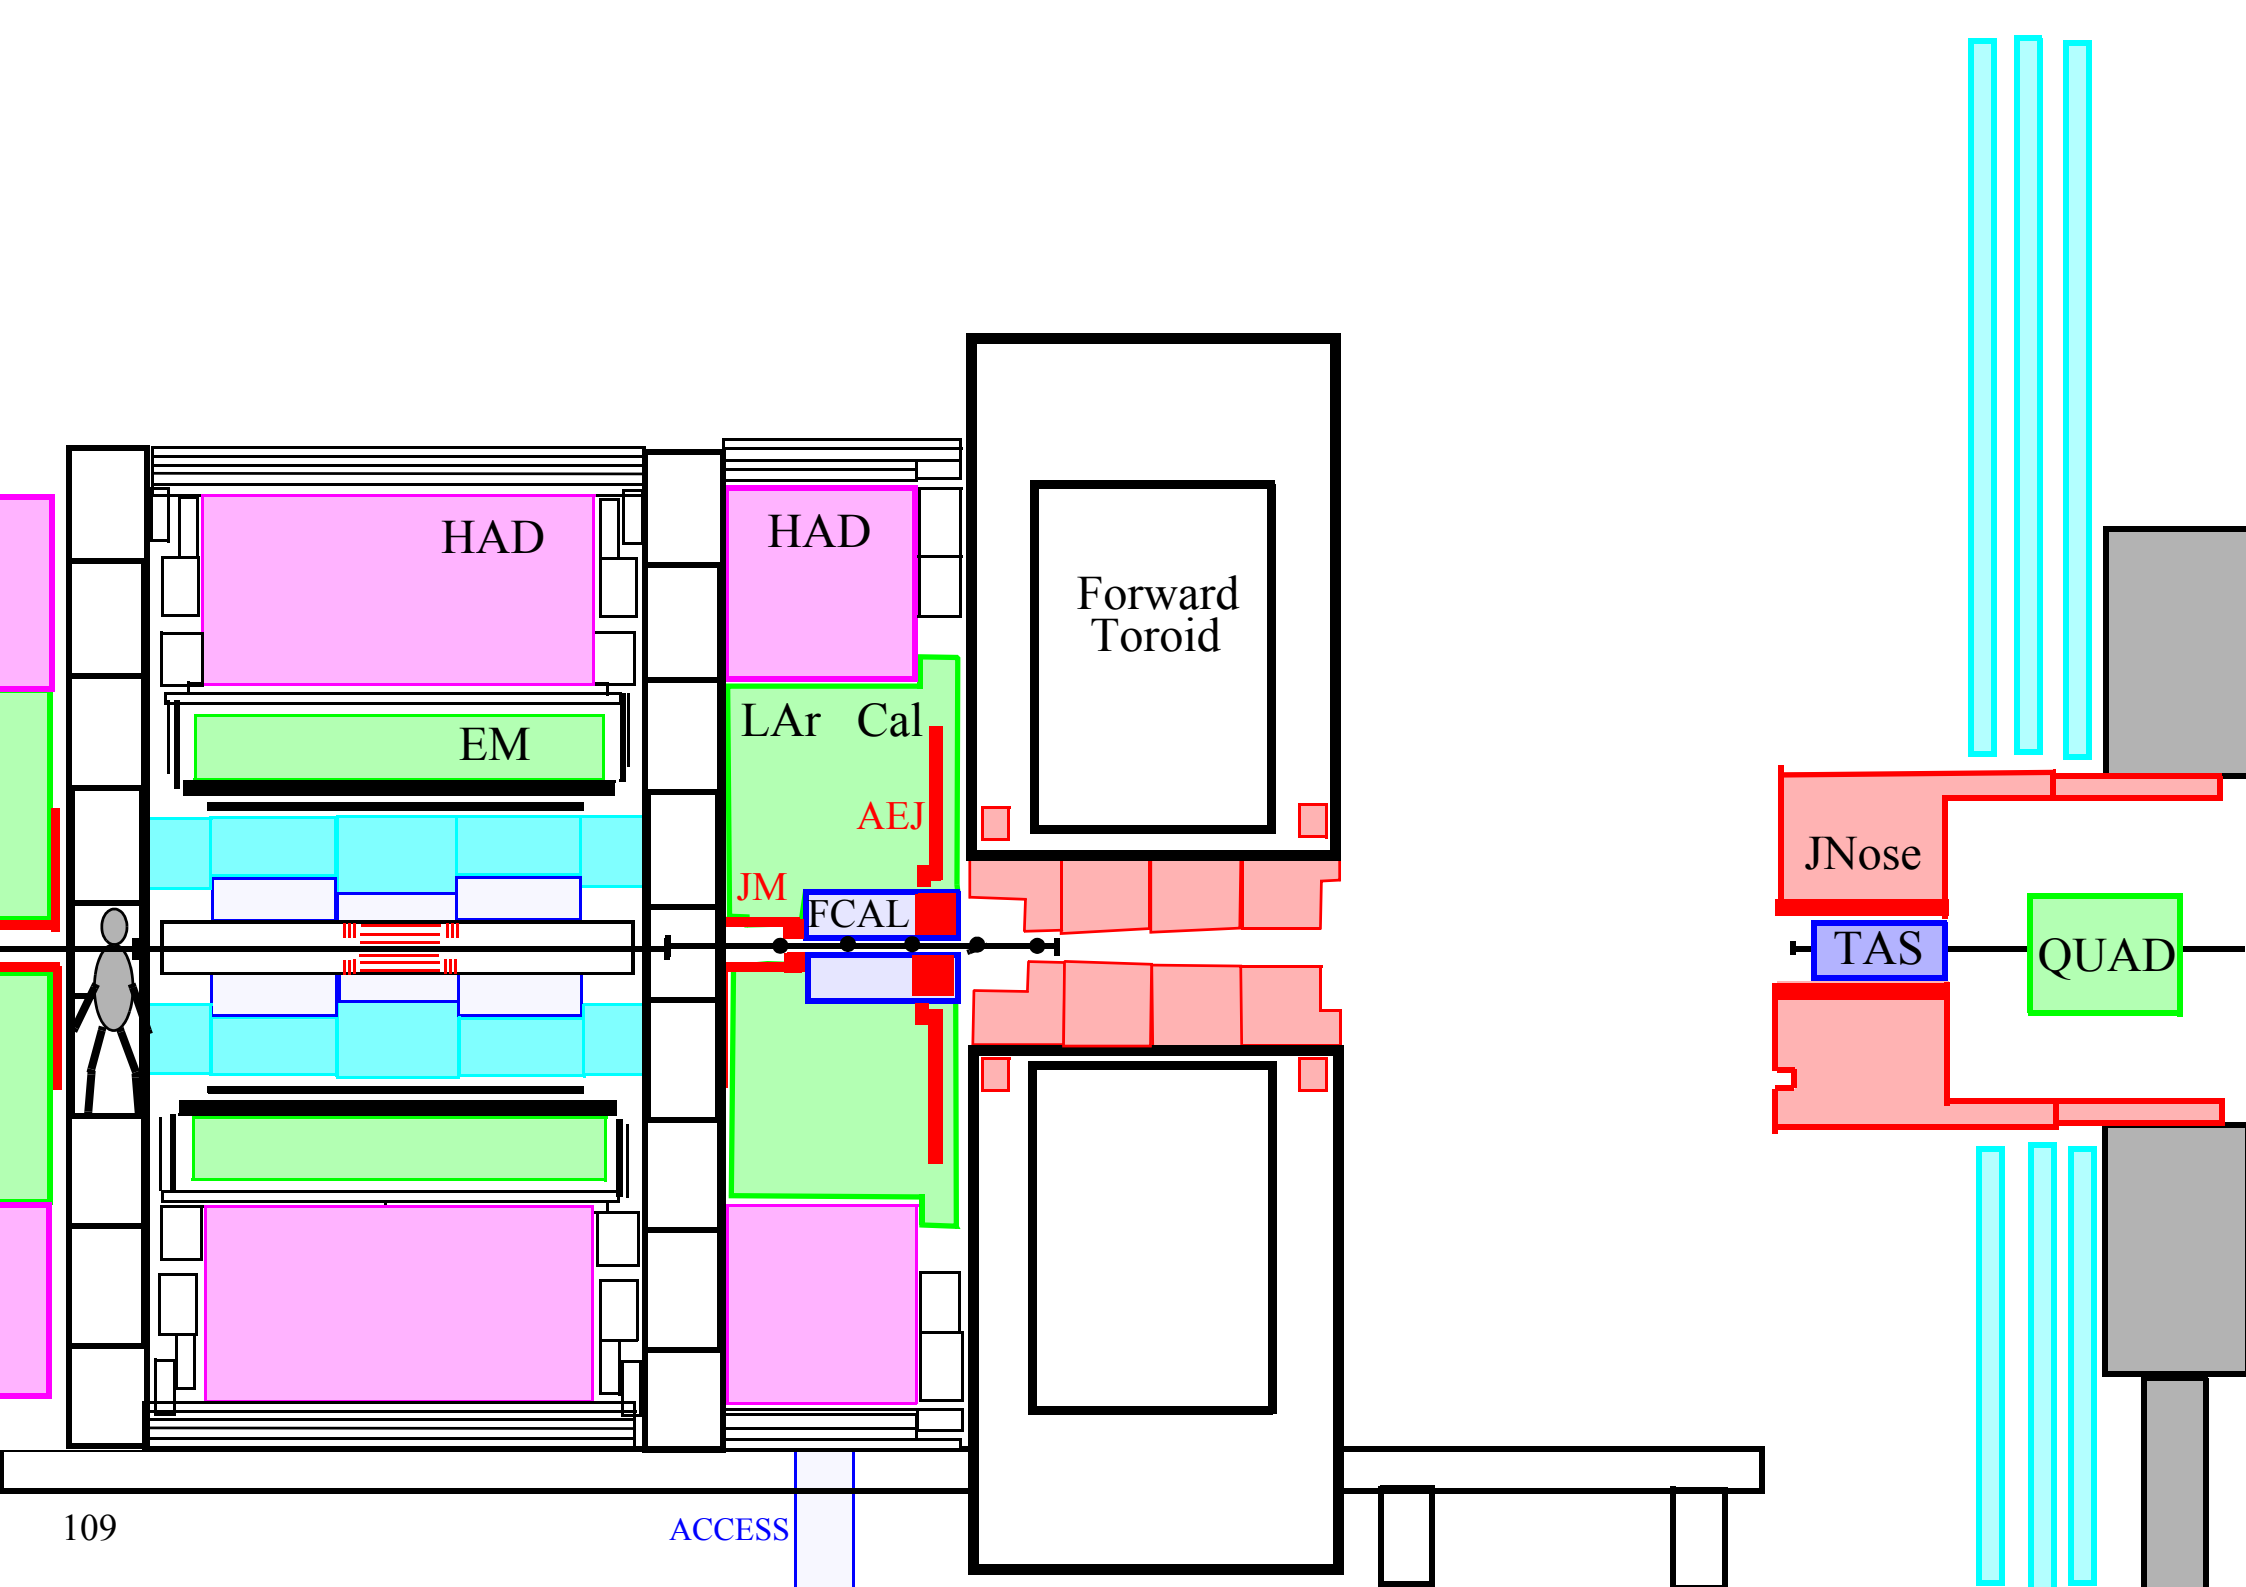 HAD
HAD
Forward
Toroid
LAr Cal
EM
AEJ
JM
FCAL
JNose
TAS
QUAD
109
ACCESS